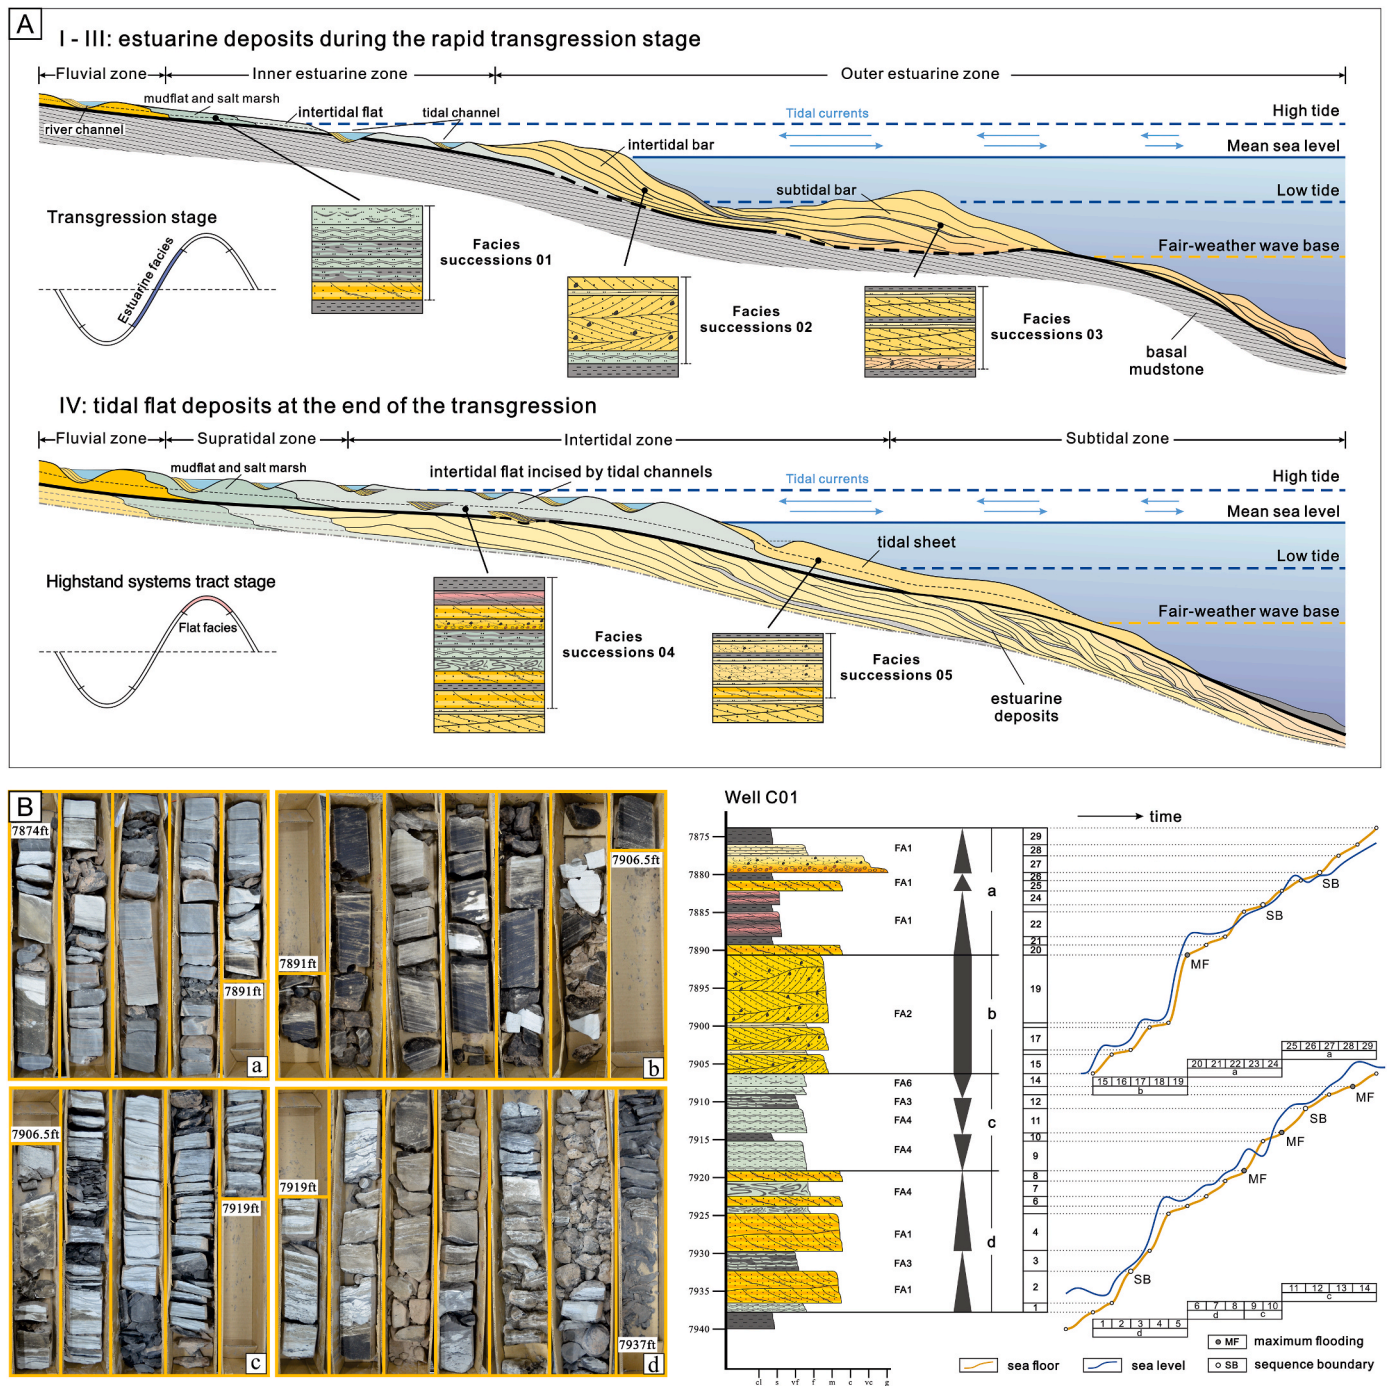 A
I - III: estuarine deposits during the rapid transgression stage
Fluvial zone
Inner estuarine zone
Outer estuarine zone
mudflat and salt marsh
intertidal flat
tidal channel
river channel
Tidal currents
High tide
intertidal bar
Mean sea level
subtidal bar
Low tide
Transgression stage
Estuarine facies
Facies
successions 01
Fair-weather wave base
Facies
successions 02
Facies
successions 03
basal
mudstone
IV: tidal flat deposits at the end of the transgression
Fluvial zone
Supratidal zone
Intertidal zone
Subtidal zone
mudflat and salt marsh
intertidal flat incised by tidal channels
Tidal currents
High tide
Mean sea level
tidal sheet
Low tide
Highstand systems tract stage
Flat facies
Fair-weather wave base
Facies
successions 04
Facies
successions 05
estuarine
deposits
B
7874ft
7891ft
a
7891ft
7906.5ft
b
7906.5ft
7919ft
c
7919ft
7937ft
d
Well C01
time
7875
7880
7885
7890
7895
7900
7905
7910
7915
7920
7925
7930
7935
7940
cl
s
vf
f
m
c
vc
g
FA1
FA1
FA1
FA2
FA6
FA3
FA4
FA4
FA4
FA1
FA3
FA1
a
b
c
d
29
28
27
26
25
24
22
21
20
19
17
15
14
12
11
10
9
8
7
6
4
3
2
1
SB
SB
MF
25 26 27 28 29
a
20 21 22 23 24
a
15 16 17 18 19
b
MF
SB
MF
MF
SB
11 12 13 14
c
6 7 8 9 10
d c
1 2 3 4 5
d
MF maximum flooding
sea floor
sea level
SB sequence boundary